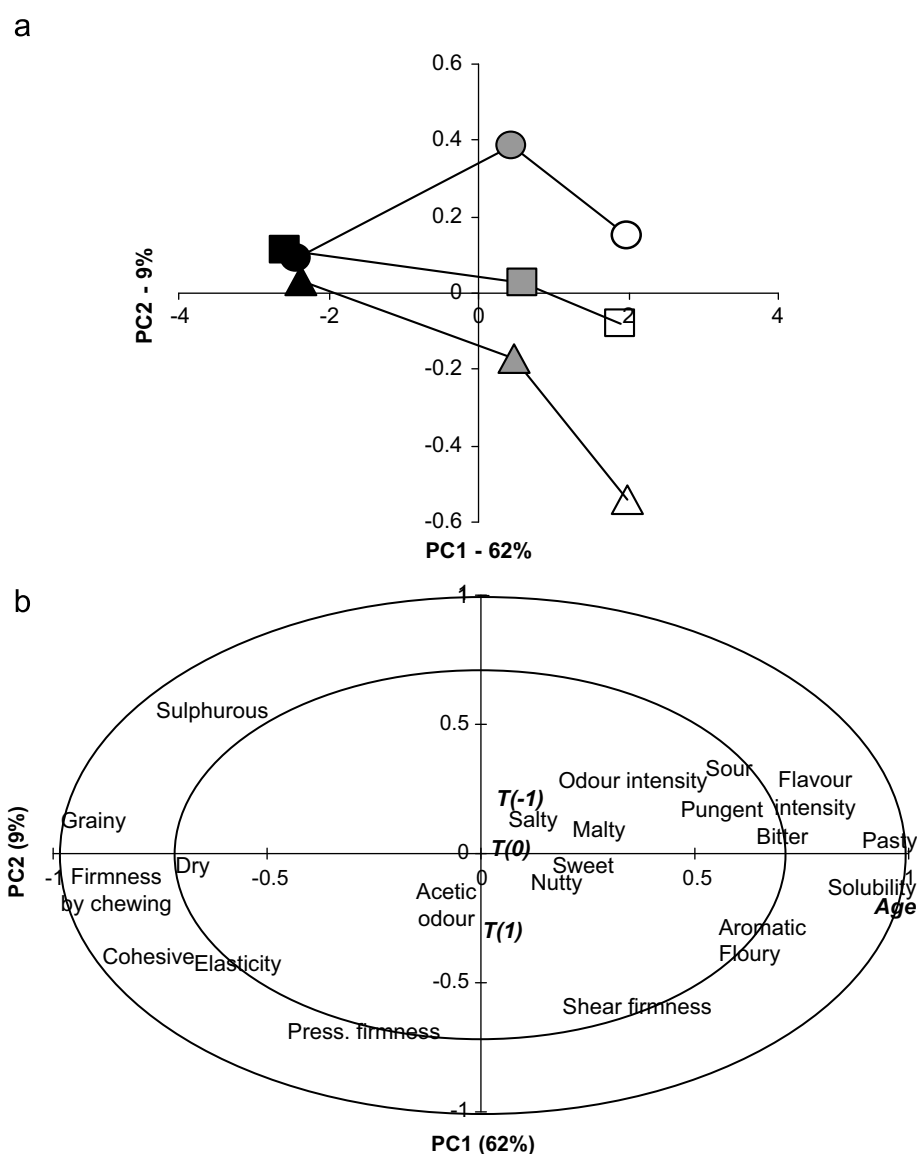 a
0.6
0.4
0.2
0
-0.2
-0.4
-0.6
-4
-2
0
2
4
PC2 - 9%
PC1 - 62%
b
1
0.5
0
-0.5
-1
-1
-0.5
0
0.5
1
Sulphurous
Grainy
Firmness
by chewing
Dry
Cohesive
Elasticity
Press. firmness
Acetic
odour
T(-1)
Salty
T(0)
T(1)
Odour intensity
Malty
Sweet
Nutty
Sour
Pungent
Flavour
intensity
Bitter
Pasty
Solubility
Age
Aromatic
Floury
Shear firmness
PC2 (9%)
PC1 (62%)